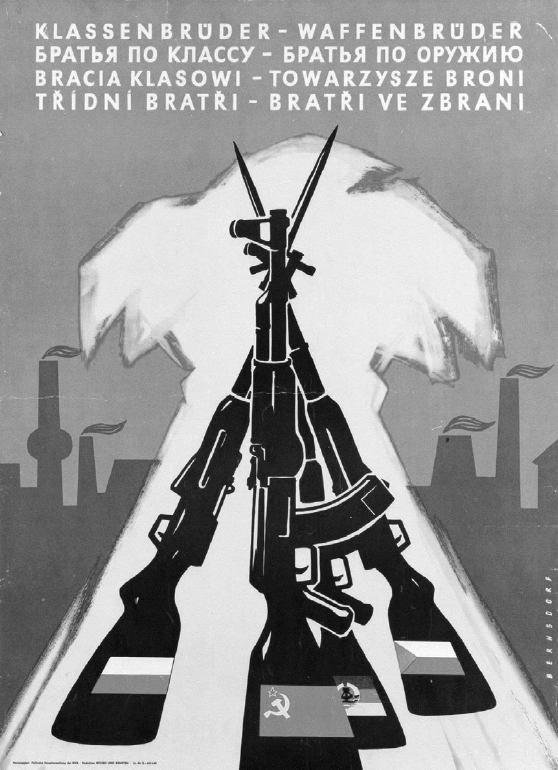 KLASSENBRÜDER - WAFFENBRÜDER
БРАТЬЯ ПО КЛАССУ - БРАТЬЯ ПО ОРУЖИЮ
BRACIA KLASOWI - TOWARZYSZE BRONI
TŘÍDNÍ BRATŘI - BRATŘI VE ZBRANI
BERNSDORF